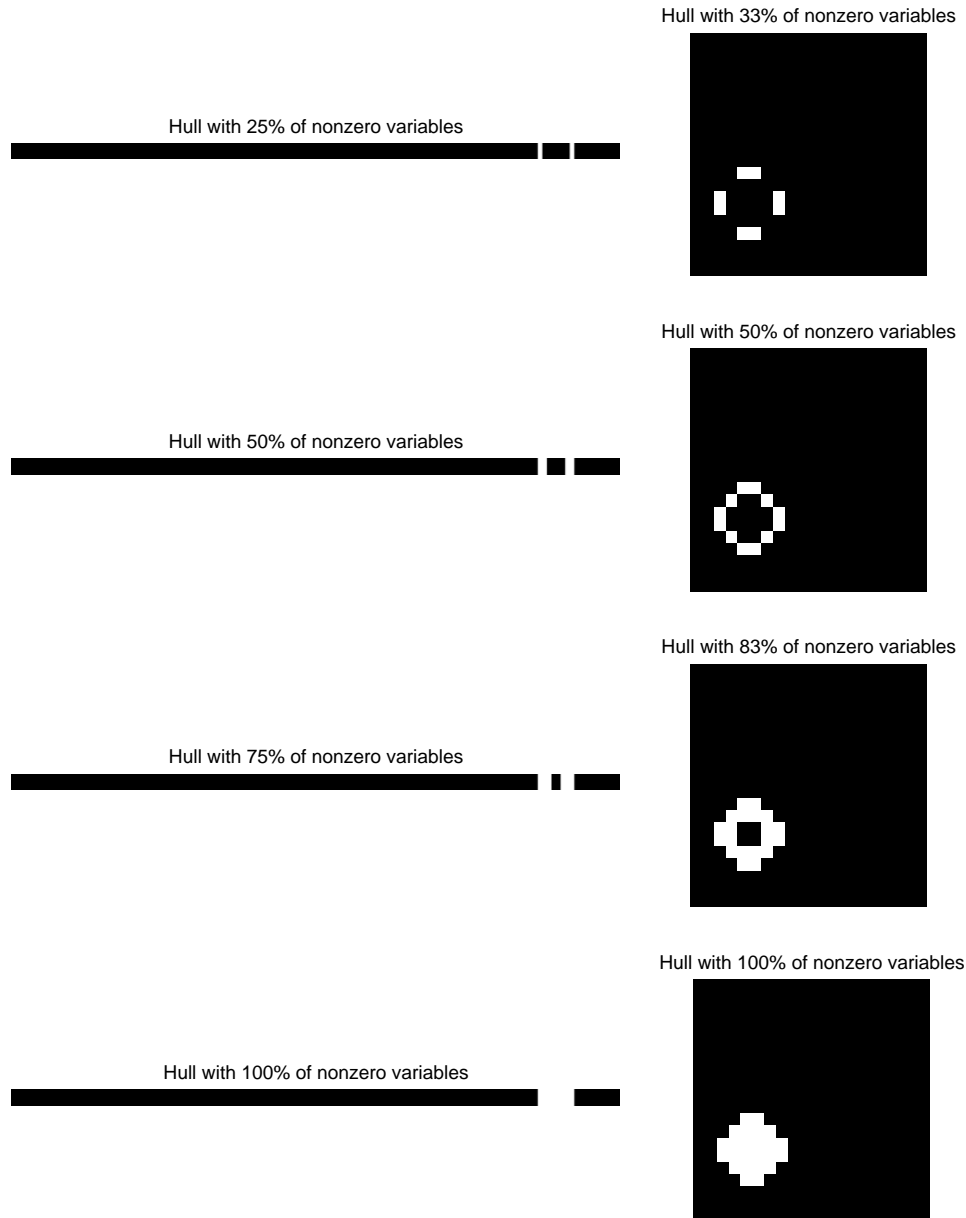 Hull with 33% of nonzero variables
Hull with 25% of nonzero variables
Hull with 50% of nonzero variables
Hull with 50% of nonzero variables
Hull with 83% of nonzero variables
Hull with 75% of nonzero variables
Hull with 100% of nonzero variables
Hull with 100% of nonzero variables